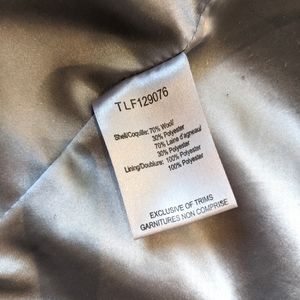 TLF129076
Shell/Coquille: 70% Wool
30% Polyester
70% Laine d'agneau
30% Polyester
Lining/Doublure: 100% Polyester
100% Polyester
EXCLUSIVE OF TRIMS
GARNITURES NON COMPRISE